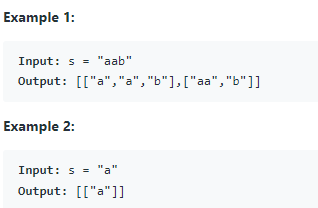 Example 1:
Input: s = "aab"
Output: [["a","a","b"],["aa","b"]]
Example 2:
Input: s = "a"
Output: [["a"]]